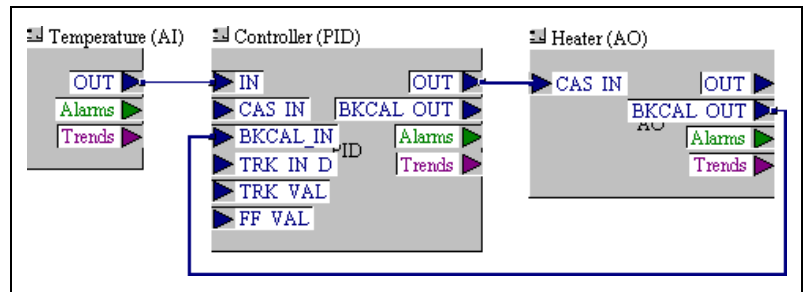 Temperature (AI)
OUT
Alarms
Trends
Controller (PID)
IN
CAS IN
BKCAL_IN
TRK IN D
TRK VAL
FF VAL
OUT
BKCAL OUT
Alarms
Trends
PID
Heater (AO)
CAS IN
OUT
BKCAL OUT
AO
Alarms
Trends